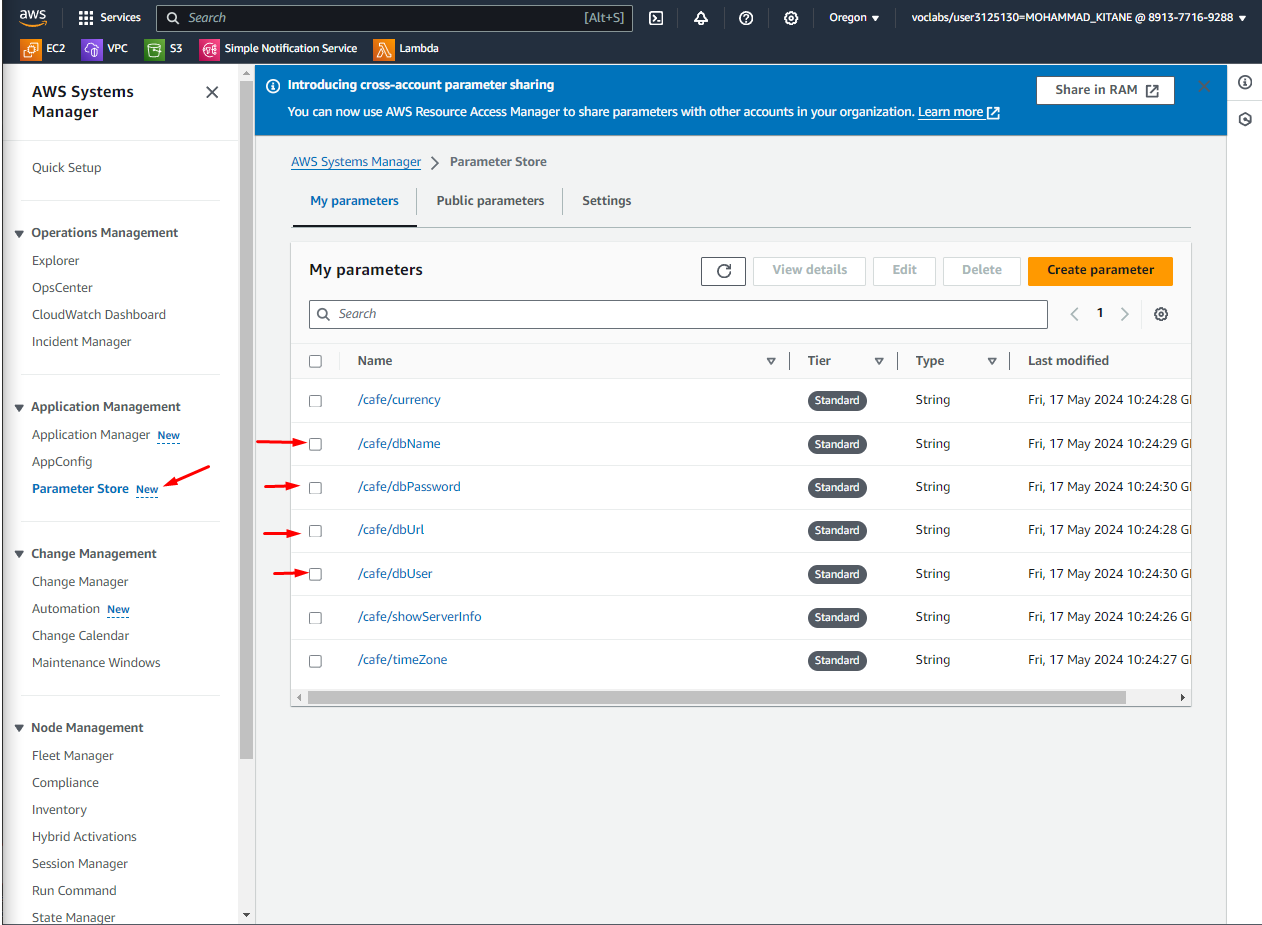 aws Services Search [Alt+S] Oregon voclabs/user3125130=MOHAMMAD_KITANE @ 8913-7716-9288
EC2 VPC S3 Simple Notification Service Lambda
AWS Systems
Manager
Quick Setup
Operations Management
Explorer
OpsCenter
CloudWatch Dashboard
Incident Manager
Application Management
Application Manager New
AppConfig
Parameter Store New
Change Management
Change Manager
Automation New
Change Calendar
Maintenance Windows
Node Management
Fleet Manager
Compliance
Inventory
Hybrid Activations
Session Manager
Run Command
State Manager
Introducing cross-account parameter sharing
You can now use AWS Resource Access Manager to share parameters with other accounts in your organization. Learn more
Share in RAM
AWS Systems Manager Parameter Store
My parameters Public parameters Settings
My parameters View details Edit Delete Create parameter
Search 1
Name Tier Type Last modified
/cafe/currency Standard String Fri, 17 May 2024 10:24:28 G
/cafe/dbName Standard String Fri, 17 May 2024 10:24:29 G
/cafe/dbPassword Standard String Fri, 17 May 2024 10:24:30 G
/cafe/dbUrl Standard String Fri, 17 May 2024 10:24:28 G
/cafe/dbUser Standard String Fri, 17 May 2024 10:24:30 G
/cafe/showServerInfo Standard String Fri, 17 May 2024 10:24:26 G
/cafe/timeZone Standard String Fri, 17 May 2024 10:24:27 G